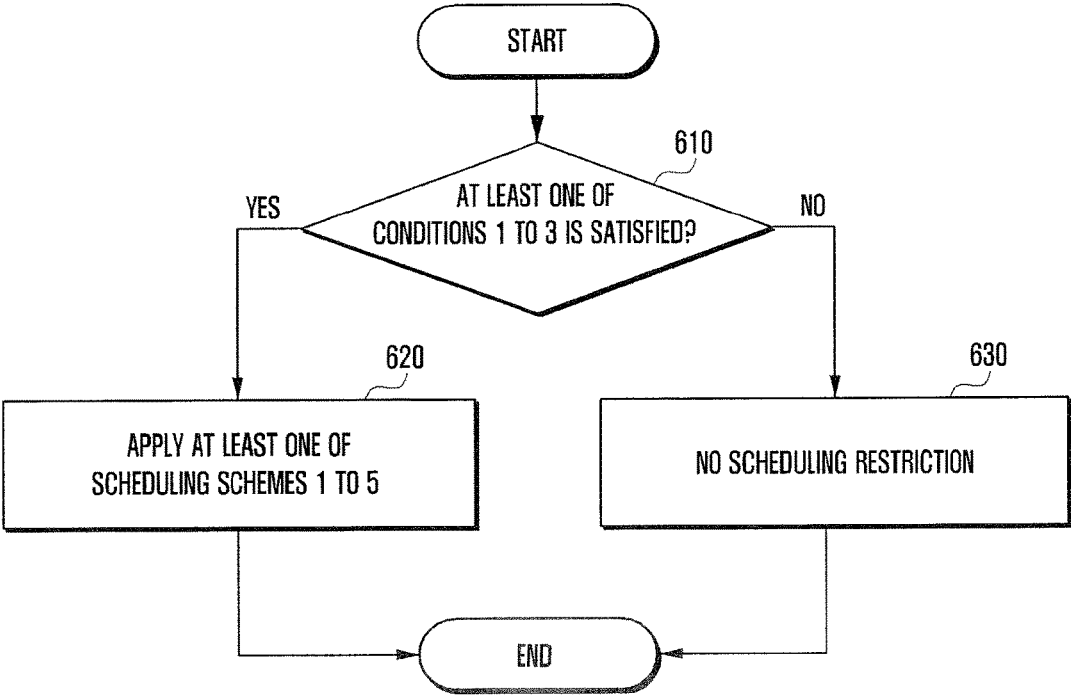 START
610
AT LEAST ONE OF
CONDITIONS 1 TO 3 IS SATISFIED?
YES
NO
620
APPLY AT LEAST ONE OF
SCHEDULING SCHEMES 1 TO 5
630
NO SCHEDULING RESTRICTION
END